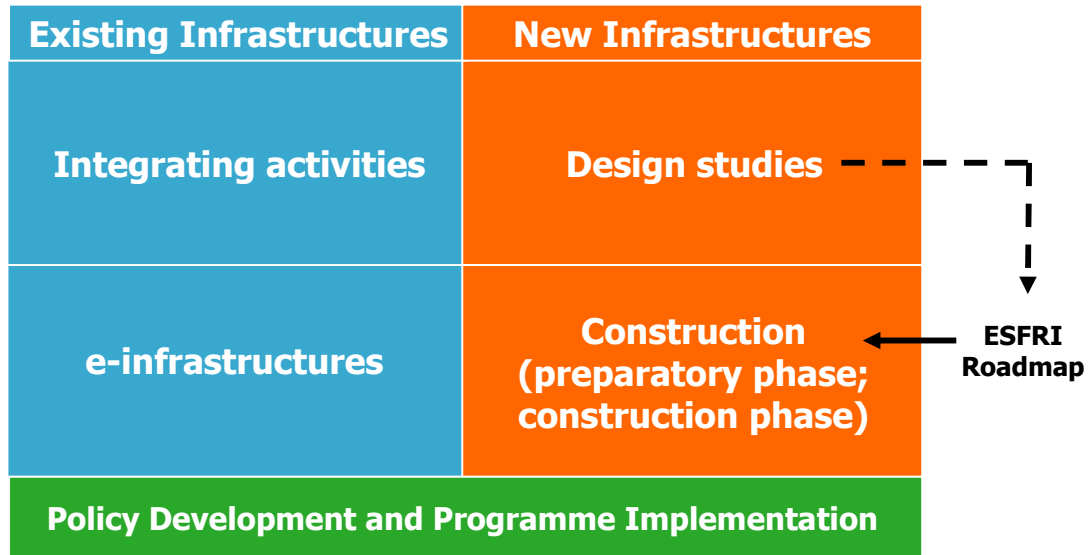 Existing Infrastructures
New Infrastructures
Integrating activities
Design studies
e-infrastructures
Construction
(preparatory phase;
construction phase)
ESFRI
Roadmap
Policy Development and Programme Implementation